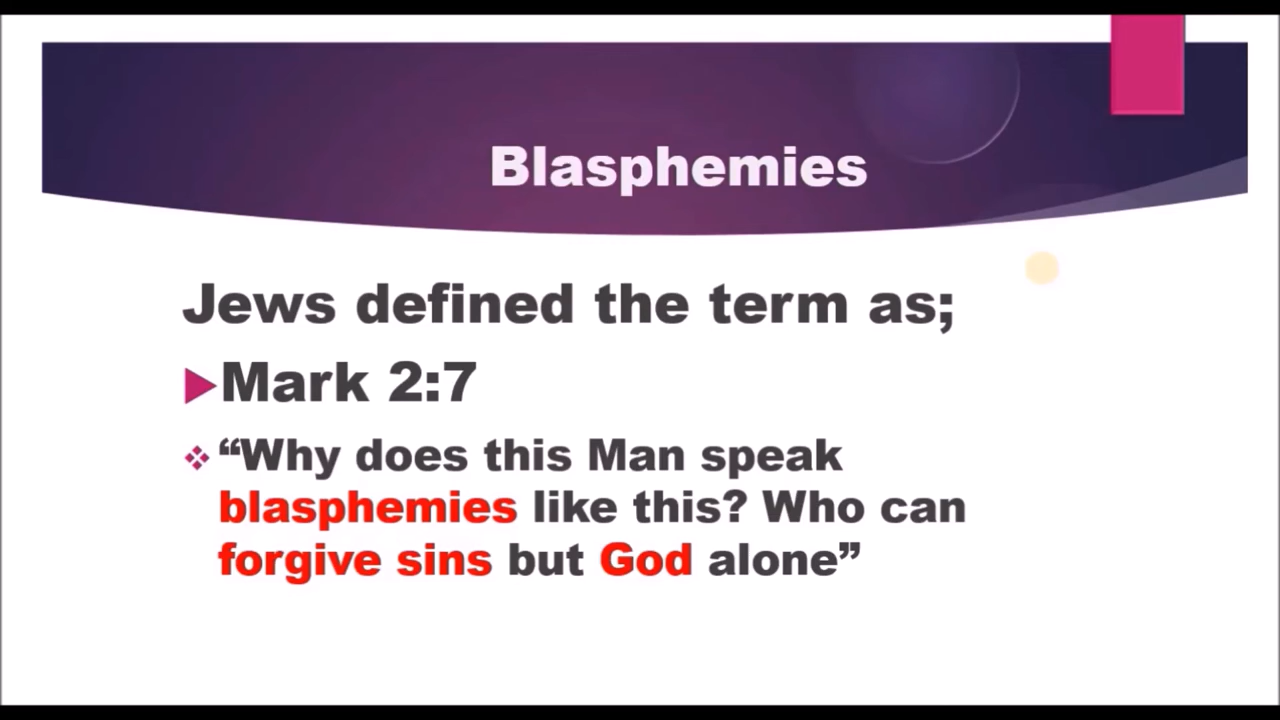 Blasphemies
Jews defined the term as;
Mark 2:7
“Why does this Man speak
blasphemies like this? Who can
forgive sins but God alone”